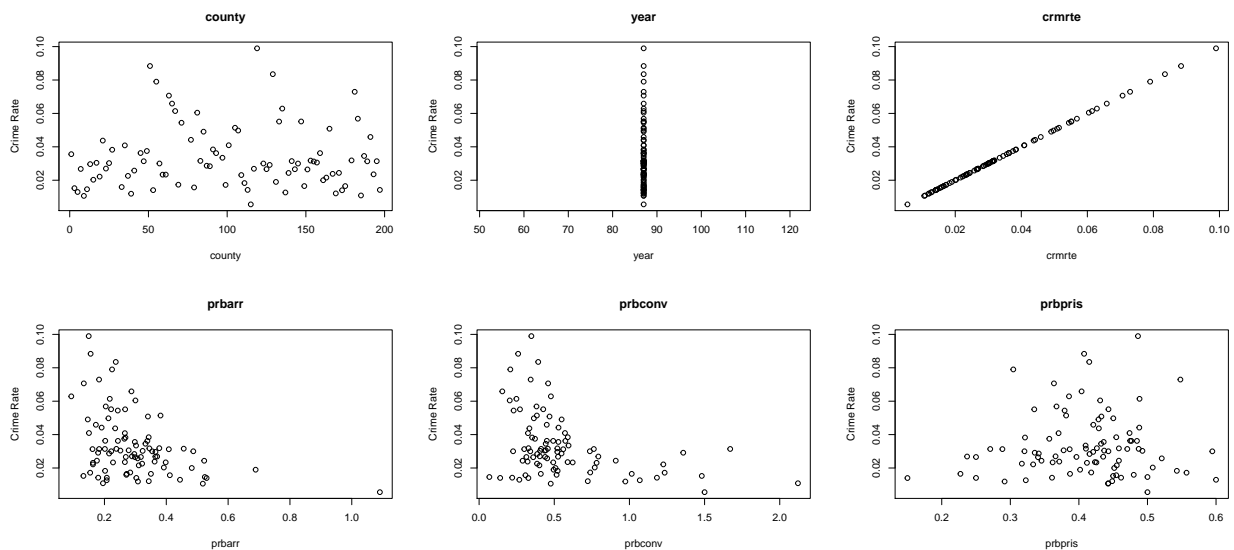 county year crmrte
Crime Rate 0.02 0.04 0.06 0.08 0.10 Crime Rate 0.02 0.04 0.06 0.08 0.10 Crime Rate 0.02 0.04 0.06 0.08 0.10
0 50 100 150 200 50 60 70 80 90 100 110 120 0.02 0.04 0.06 0.08 0.10
county year crmrte
prbarr prbconv prbpris
Crime Rate 0.02 0.04 0.06 0.08 0.10 Crime Rate 0.02 0.04 0.06 0.08 0.10 Crime Rate 0.02 0.04 0.06 0.08 0.10
0.2 0.4 0.6 0.8 1.0 0.0 0.5 1.0 1.5 2.0 0.2 0.3 0.4 0.5 0.6
prbarr prbconv prbpris